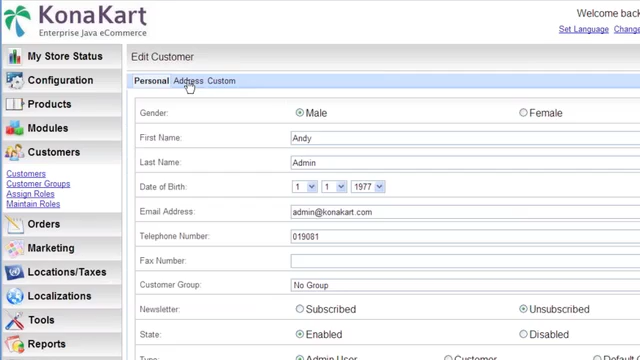 KonaKart
Enterprise Java eCommerce
Welcome back
Set Language Change
My Store Status
Configuration
Products
Modules
Customers
Customers
Customer Groups
Assign Roles
Maintain Roles
Orders
Marketing
Locations/Taxes
Localizations
Tools
Reports
Edit Customer
Personal Address Custom
Gender: Male Female
First Name: Andy
Last Name: Admin
Date of Birth: 1 1 1977
Email Address: admin@konakart.com
Telephone Number: 019081
Fax Number:
Customer Group: No Group
Newsletter: Subscribed Unsubscribed
State: Enabled Disabled
Type: Admin User Customer Default C